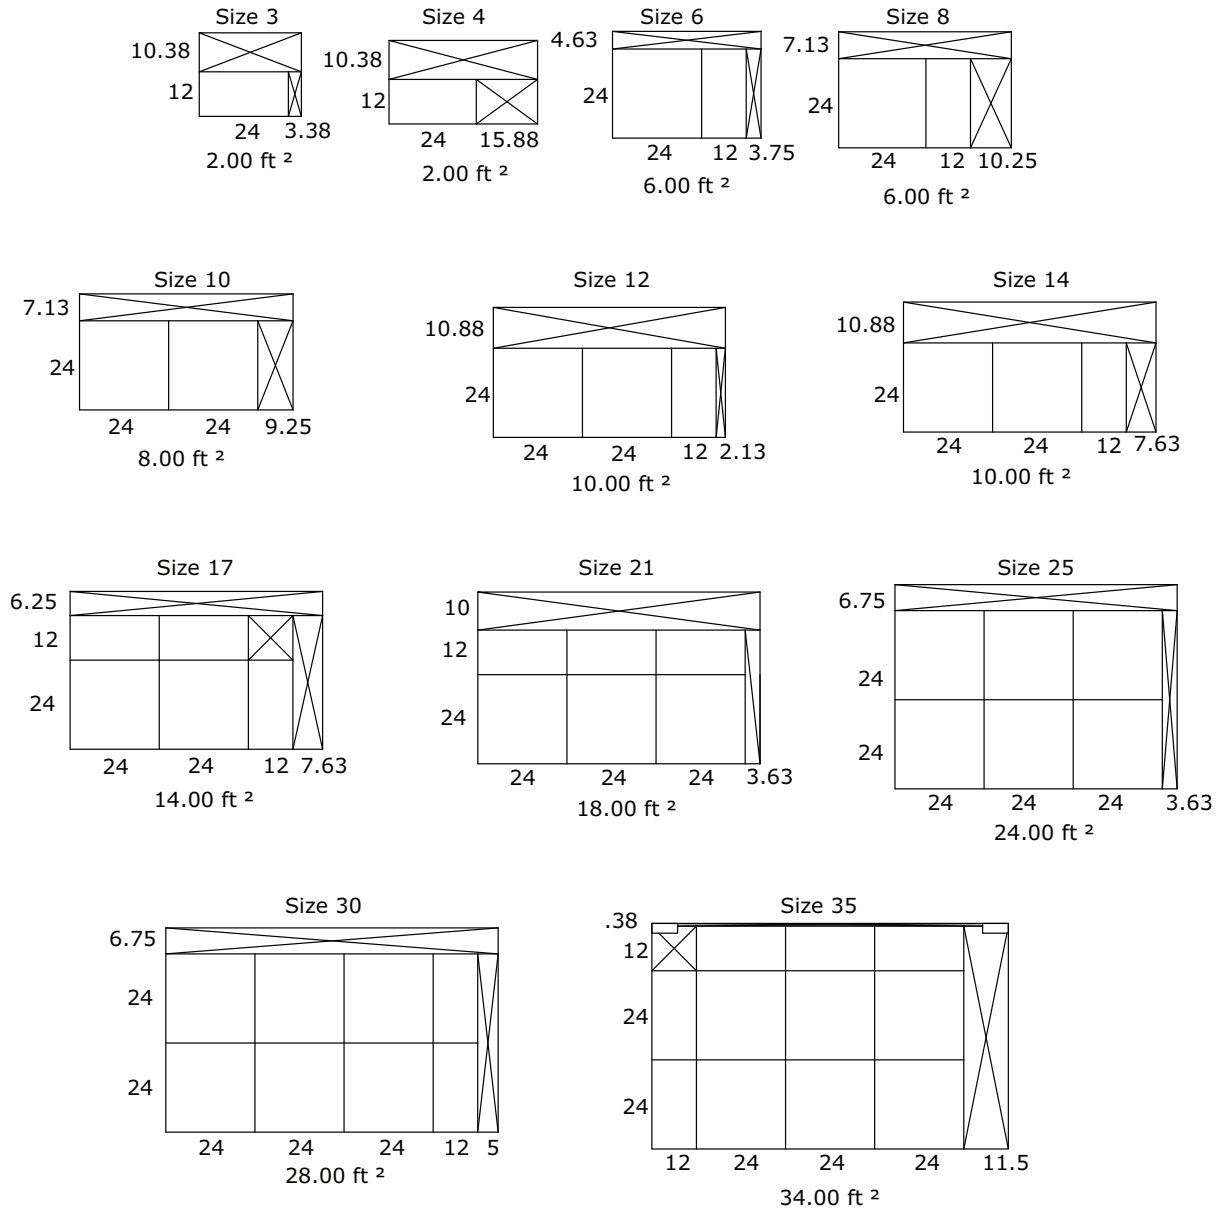 Size 3
10.38
12
24 3.38
2.00 ft ²
Size 4
10.38
12
24 15.88
2.00 ft ²
Size 6
4.63
24
24 12 3.75
6.00 ft ²
Size 8
7.13
24
24 12 10.25
6.00 ft ²
Size 10
7.13
24
24 24 9.25
8.00 ft ²
Size 12
10.88
24
24 24 12 2.13
10.00 ft ²
Size 14
10.88
24
24 24 12 7.63
10.00 ft ²
Size 17
6.25
12
24
24 24 12 7.63
14.00 ft ²
Size 21
10
12
24
24 24 24 3.63
18.00 ft ²
Size 25
6.75
24
24
24 24 24 3.63
24.00 ft ²
Size 30
6.75
24
24
24 24 24 12 5
28.00 ft ²
Size 35
.38
12
24
24
12 24 24 24 11.5
34.00 ft ²